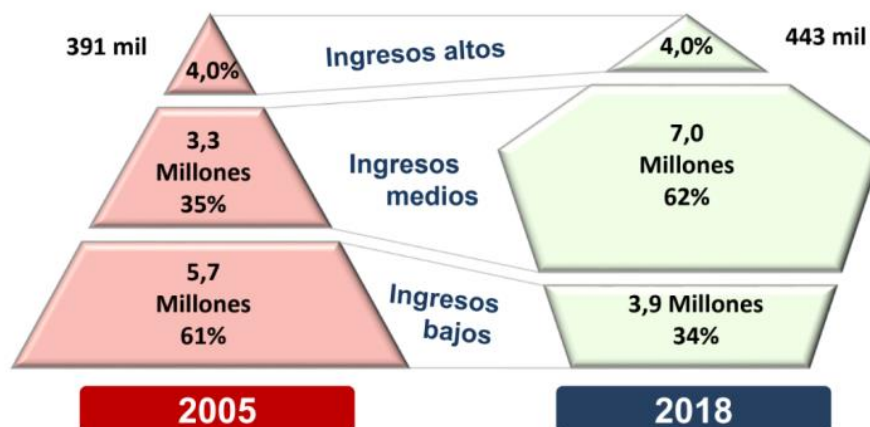 391 mil
4,0%
Ingresos altos
4,0%
443 mil
3,3
Millones
35%
Ingresos
medios
7,0
Millones
62%
5,7
Millones
61%
Ingresos
bajos
3,9 Millones
34%
2005
2018